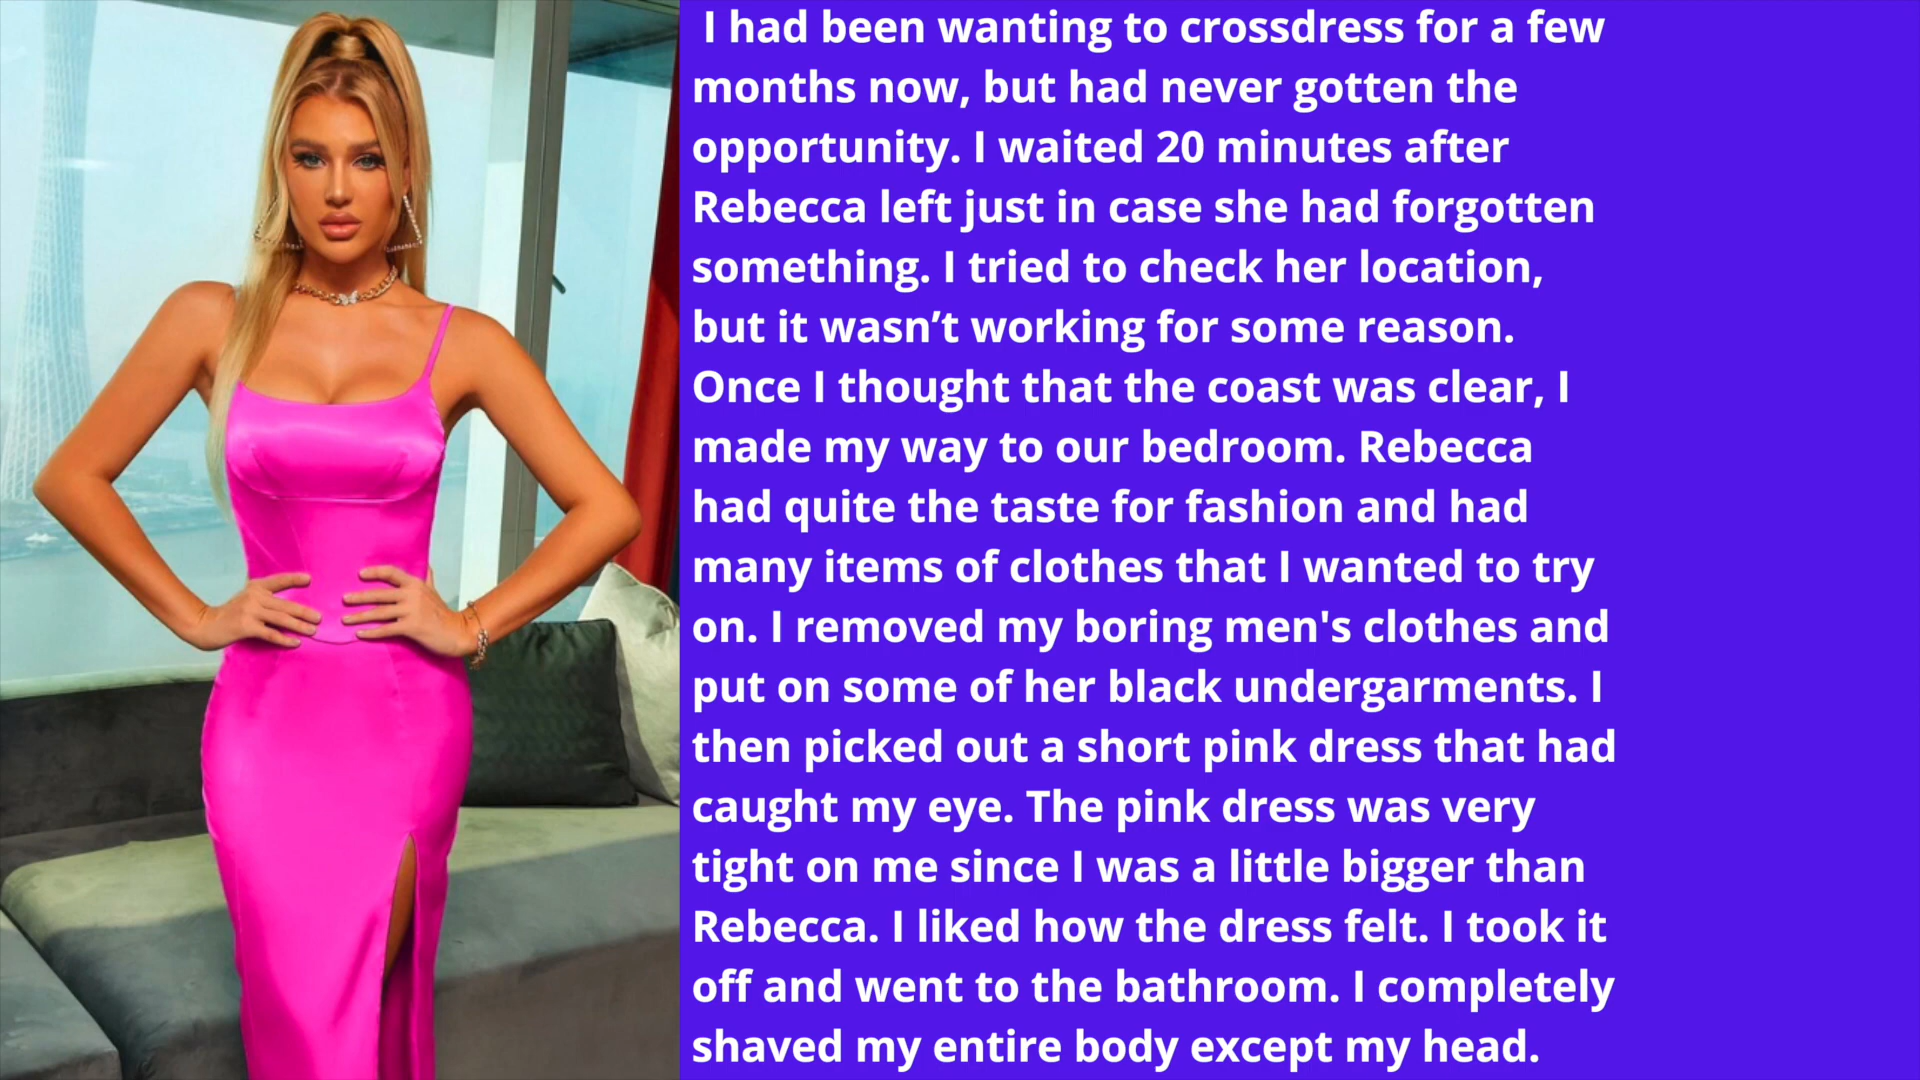 I had been wanting to crossdress for a few
months now, but had never gotten the
opportunity. I waited 20 minutes after
Rebecca left just in case she had forgotten
something. I tried to check her location,
but it wasn’t working for some reason.
Once I thought that the coast was clear, I
made my way to our bedroom. Rebecca
had quite the taste for fashion and had
many items of clothes that I wanted to try
on. I removed my boring men's clothes and
put on some of her black undergarments. I
then picked out a short pink dress that had
caught my eye. The pink dress was very
tight on me since I was a little bigger than
Rebecca. I liked how the dress felt. I took it
off and went to the bathroom. I completely
shaved my entire body except my head.